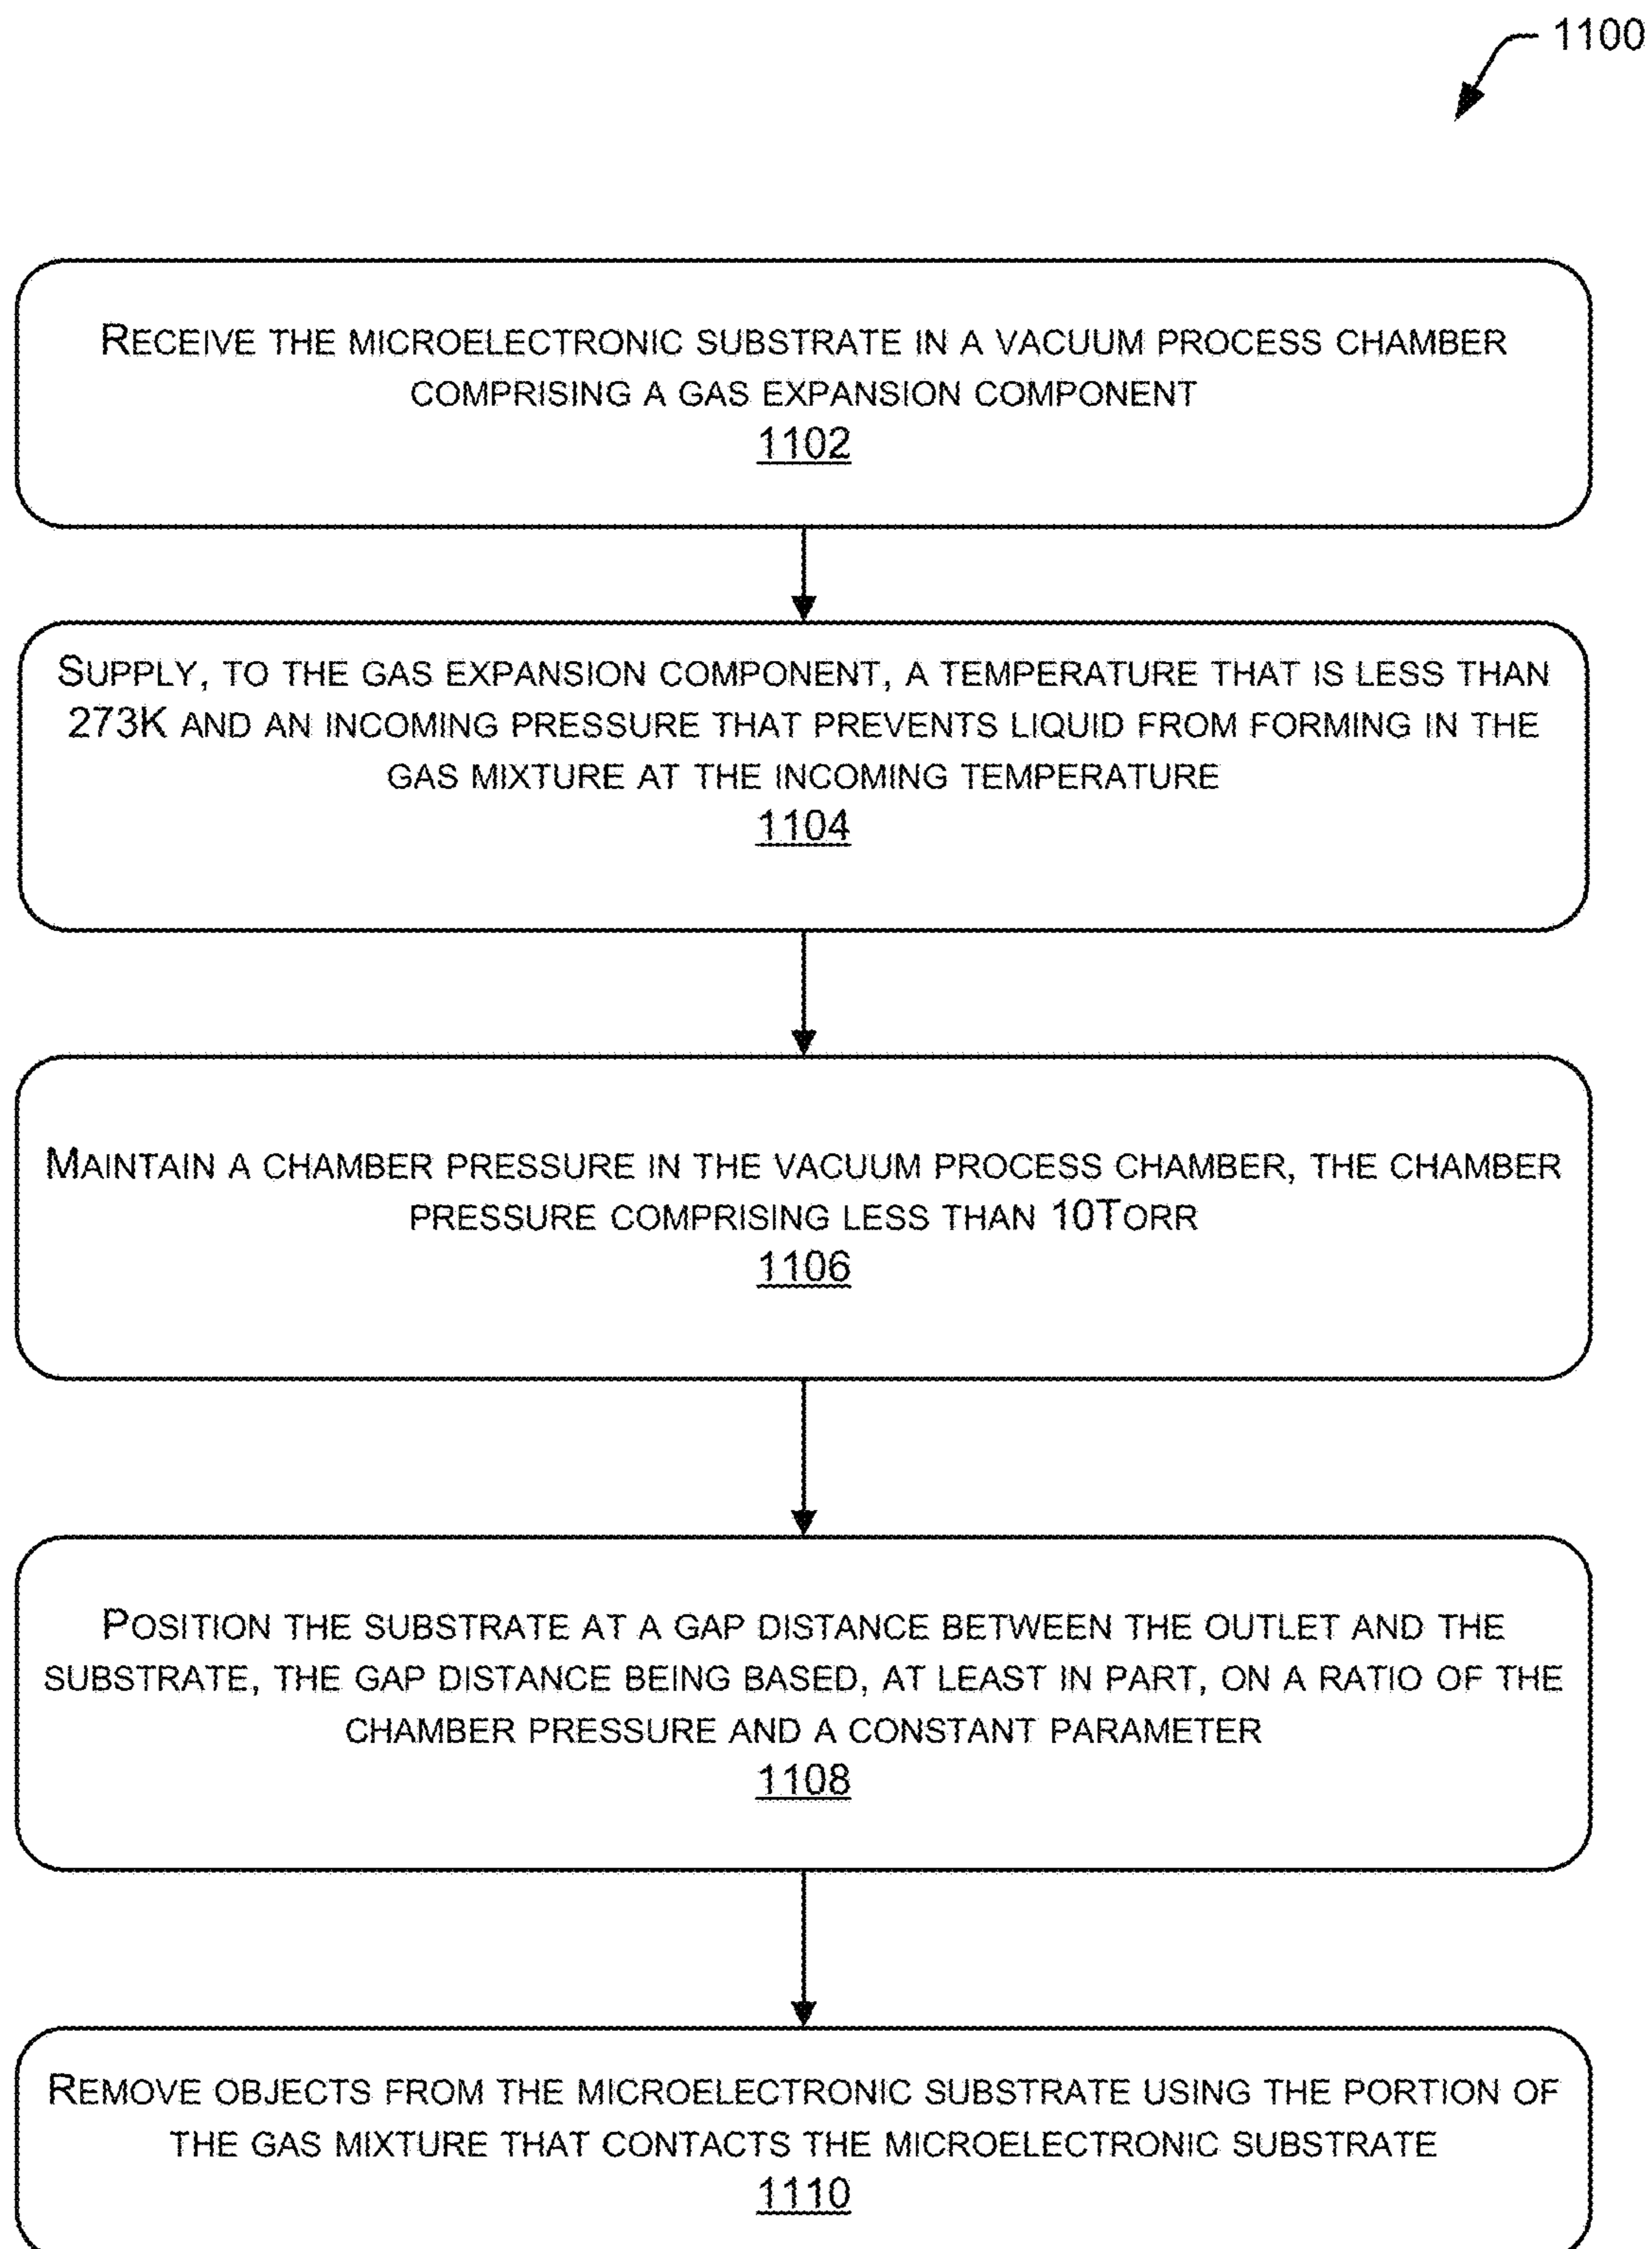 1100
RECEIVE THE MICROELECTRONIC SUBSTRATE IN A VACUUM PROCESS CHAMBER
COMPRISING A GAS EXPANSION COMPONENT
1102
SUPPLY, TO THE GAS EXPANSION COMPONENT, A TEMPERATURE THAT IS LESS THAN
273K AND AN INCOMING PRESSURE THAT PREVENTS LIQUID FROM FORMING IN THE
GAS MIXTURE AT THE INCOMING TEMPERATURE
1104
MAINTAIN A CHAMBER PRESSURE IN THE VACUUM PROCESS CHAMBER, THE CHAMBER
PRESSURE COMPRISING LESS THAN 10TORR
1106
POSITION THE SUBSTRATE AT A GAP DISTANCE BETWEEN THE OUTLET AND THE
SUBSTRATE, THE GAP DISTANCE BEING BASED, AT LEAST IN PART, ON A RATIO OF THE
CHAMBER PRESSURE AND A CONSTANT PARAMETER
1108
REMOVE OBJECTS FROM THE MICROELECTRONIC SUBSTRATE USING THE PORTION OF
THE GAS MIXTURE THAT CONTACTS THE MICROELECTRONIC SUBSTRATE
1110